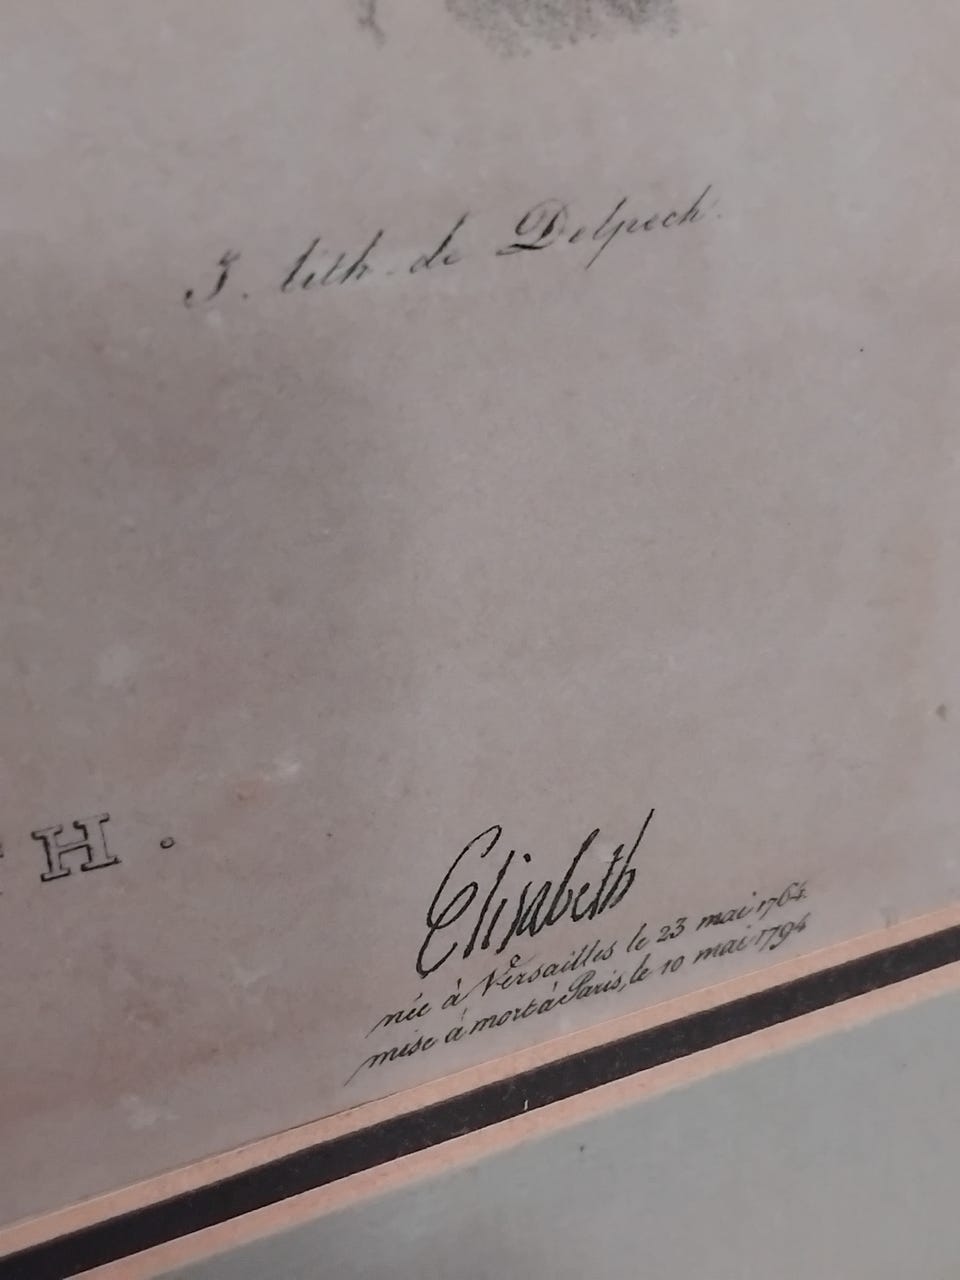 I. lith. de Delpech.
H.
Elisabeth
née à Versailles le 23 mai 1764.
mise à mort à Paris, le 10 mai 1794